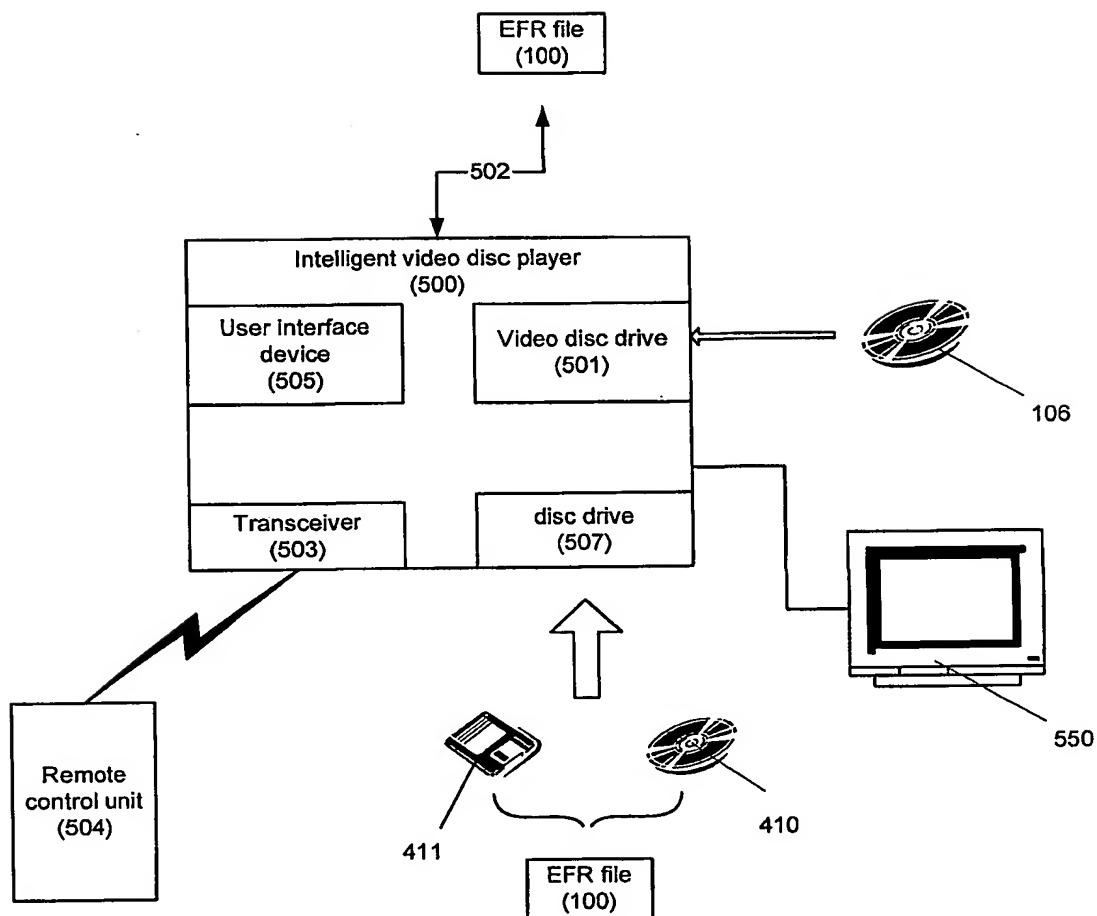 EFR file
(100)
502
Intelligent video disc player
(500)
User interface
device
(505)
Video disc drive
(501)
106
Transceiver
(503)
disc drive
(507)
550
Remote
control unit
(504)
411
410
EFR file
(100)